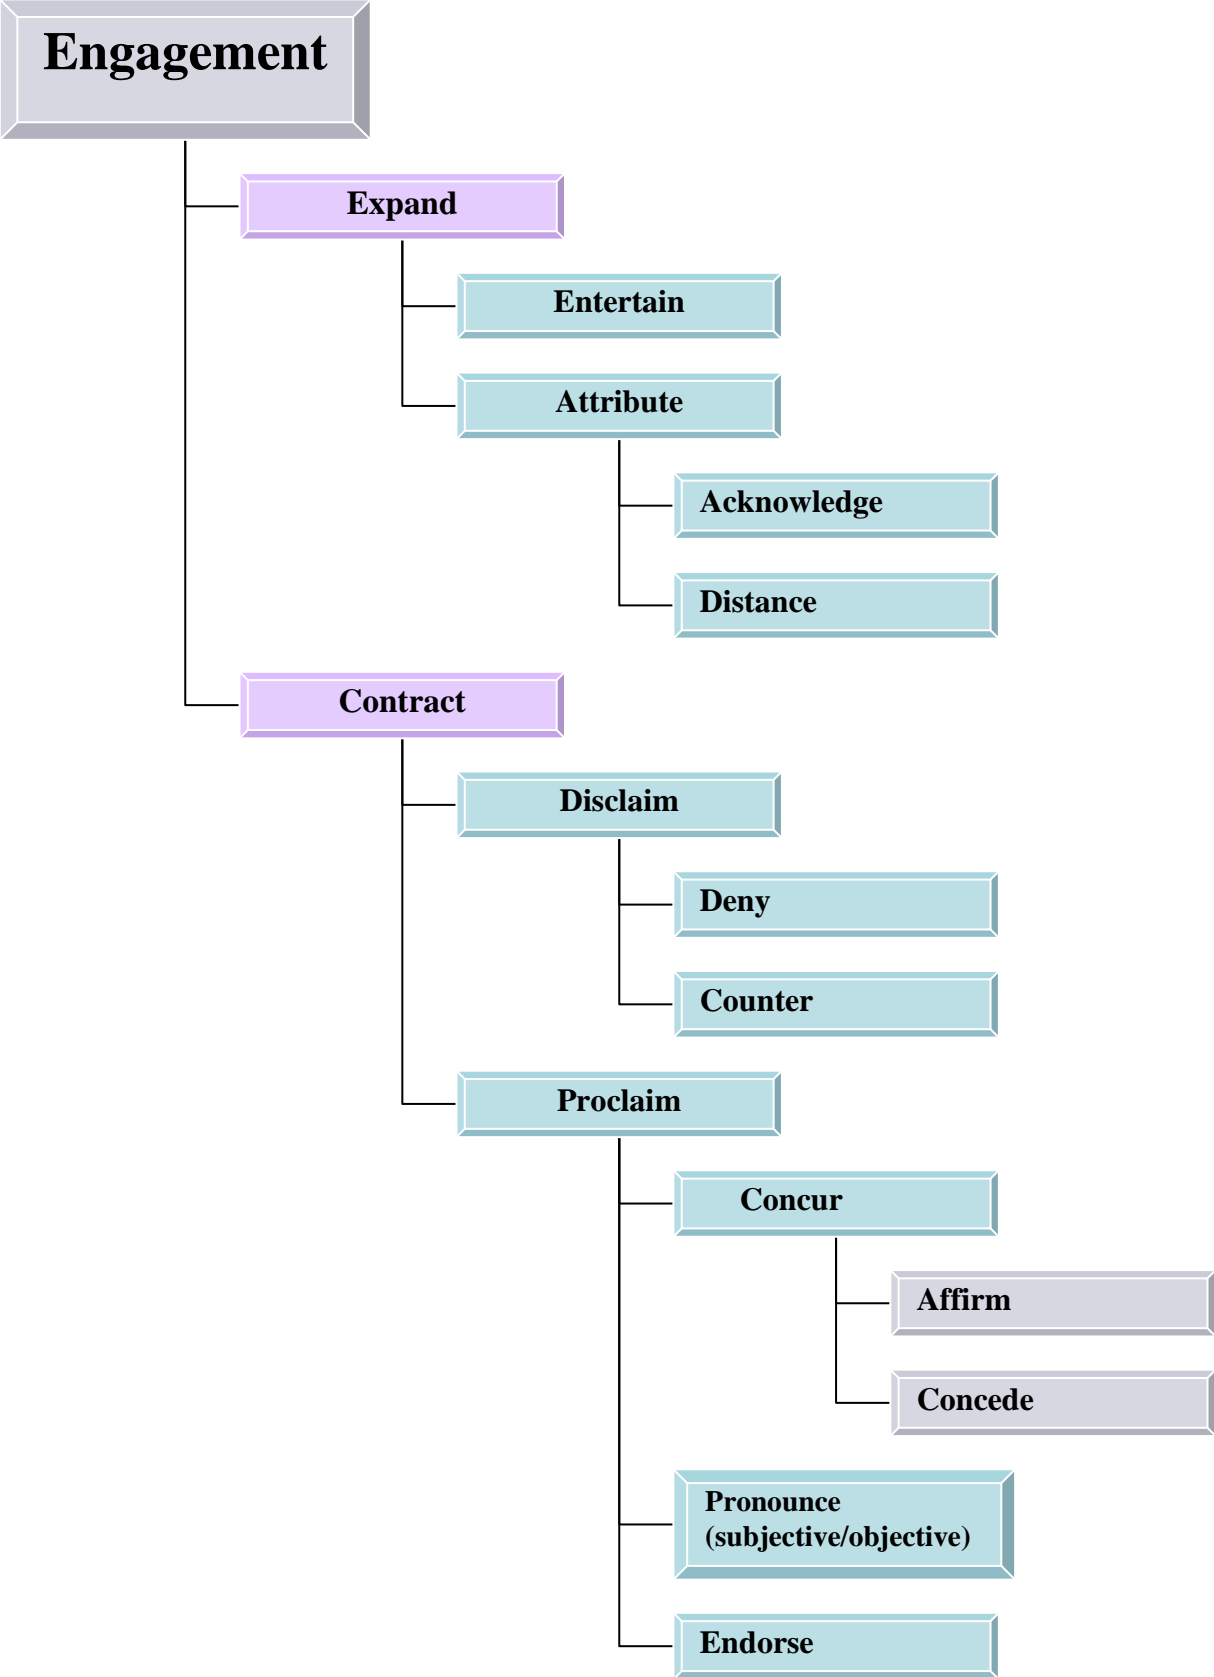 Engagement
Expand
Entertain
Attribute
Acknowledge
Distance
Contract
Disclaim
Deny
Counter
Proclaim
Concur
Affirm
Concede
Pronounce
(subjective/objective)
Endorse